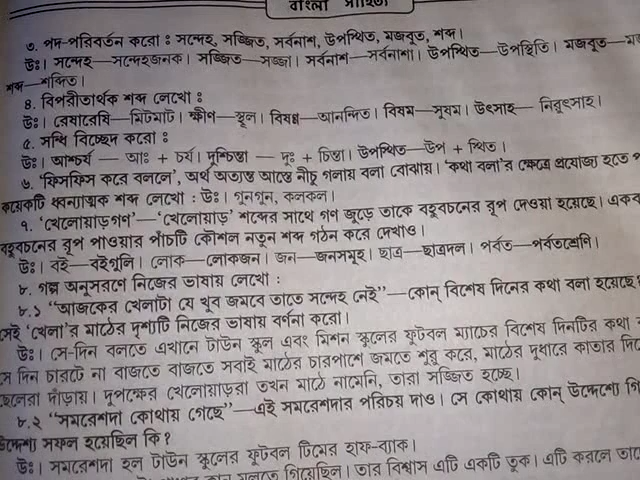 বাংলা সাহিত্য
৩. পদ-পরিবর্তন করো : সন্দেহ, সজ্জিত, সর্বনাশ, উপস্থিত, মজবুত, শব্দ।
উঃ। সন্দেহ—সন্দেহজনক। সজ্জিত—সজ্জা। সর্বনাশ—সর্বনাশা। উপস্থিত—উপস্থিতি। মজবুত—
শব্দ—শব্দিত।
৪. বিপরীতার্থক শব্দ লেখো :
উঃ। রেষারেষি—মিটমাট। ক্ষীণ—স্থূল। বিষণ্ণ—আনন্দিত। বিষম—সুষম। উৎসাহ—নিরুৎসাহ।
৫. সন্ধি বিচ্ছেদ করো :
উঃ। আশ্চর্য — আঃ + চর্য। দুশ্চিন্তা — দুঃ + চিন্তা। উপস্থিত—উপ + স্থিত।
৬. ‘ফিসফিস করে বললে’, অর্থ অত্যন্ত আস্তে নীচু গলায় বলা বোঝায়। ‘কথা বলা’র ক্ষেত্রে প্রযোজ্য হতে
কয়েকটি ধ্বন্যাত্মক শব্দ লেখো : উঃ। গুনগুন, কলকল।
৭. ‘খেলোয়াড়গণ’—‘খেলোয়াড়’ শব্দের সাথে গণ জুড়ে তাকে বহুবচনের রূপ দেওয়া হয়েছে।
বহুবচনের রূপ পাওয়ার পাঁচটি কৌশল নতুন শব্দ গঠন করে দেখাও।
উঃ। বই—বইগুলি। লোক—লোকজন। জন—জনসমূহ। ছাত্র—ছাত্রদল। পর্বত—পর্বতশ্রেণি।
৮. গল্প অনুসরণে নিজের ভাষায় লেখো :
৮.১ “আজকের খেলাটা যে খুব জমবে তাতে সন্দেহ নেই”—কোন্ বিশেষ দিনের কথা বলা হয়েছে?
সেই ‘খেলা’র মাঠের দৃশ্যটি নিজের ভাষায় বর্ণনা করো।
উঃ। সে-দিন বলতে এখানে টাউন স্কুল এবং মিশন স্কুলের ফুটবল ম্যাচের বিশেষ দিনটির কথা
সে দিন চারটে না বাজতে বাজতে সবাই মাঠের চারপাশে জমতে শুরু করে, মাঠের দুধারে কাতার দিয়ে
ছেলেরা দাঁড়ায়। দুপক্ষের খেলোয়াড়রা তখন মাঠে নামেনি, তারা সজ্জিত হচ্ছে।
৮.২ “সমরেশদা কোথায় গেছে”—এই সমরেশদার পরিচয় দাও। সে কোথায় কোন্ উদ্দেশ্যে
উদ্দেশ্য সফল হয়েছিল কি?
উঃ। সমরেশদা হল টাউন স্কুলের ফুটবল টিমের হাফ-ব্যাক।
মলতে গিয়েছিল। তার বিশ্বাস এটি একটি তুক। এটি করলে